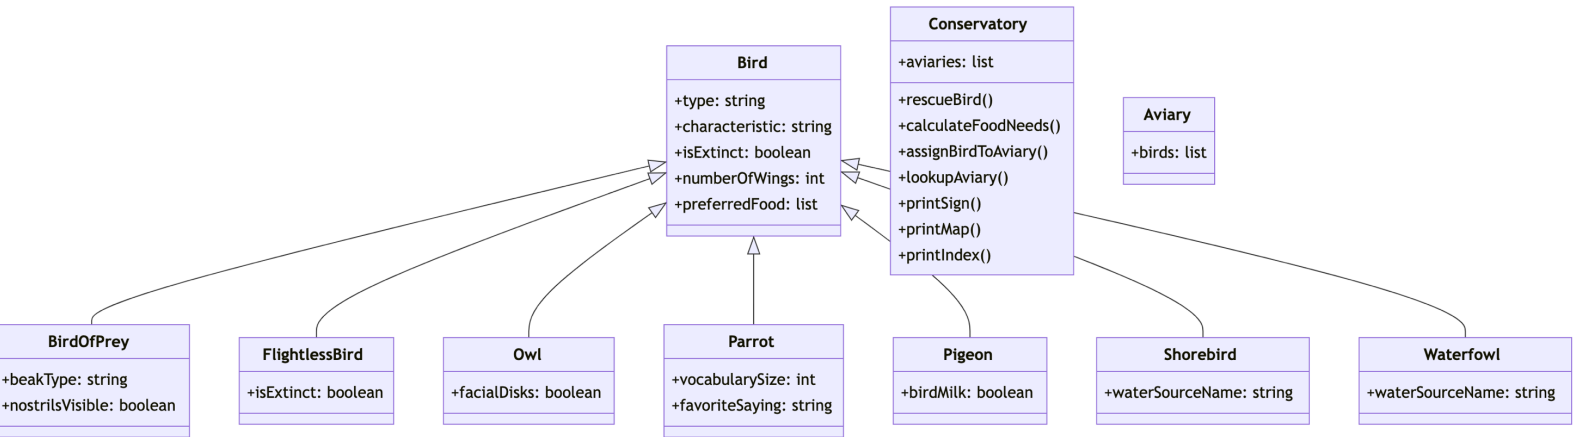 Conservatory
+aviaries: list
+rescueBird()
+calculateFoodNeeds()
+assignBirdToAviary()
+lookupAviary()
+printSign()
+printMap()
+printIndex()
Bird
+type: string
+characteristic: string
+isExtinct: boolean
+numberOfWings: int
+preferredFood: list
Aviary
+birds: list
BirdOfPrey
+beakType: string
+nostrilsVisible: boolean
FlightlessBird
+isExtinct: boolean
Owl
+facialDisks: boolean
Parrot
+vocabularySize: int
+favoriteSaying: string
Pigeon
+birdMilk: boolean
Shorebird
+waterSourceName: string
Waterfowl
+waterSourceName: string